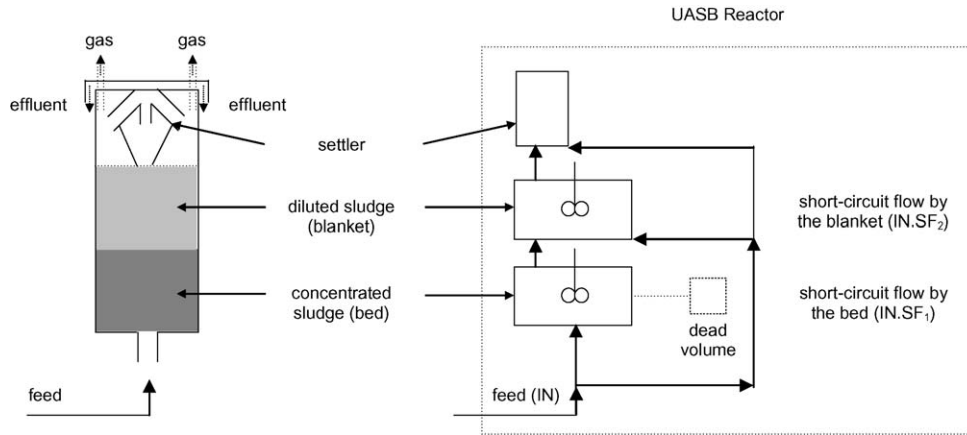 UASB Reactor
gas
gas
effluent
effluent
settler
diluted sludge
(blanket)
short-circuit flow by
the blanket (IN.SF₂)
concentrated
sludge (bed)
dead
volume
short-circuit flow by
the bed (IN.SF₁)
feed
feed (IN)